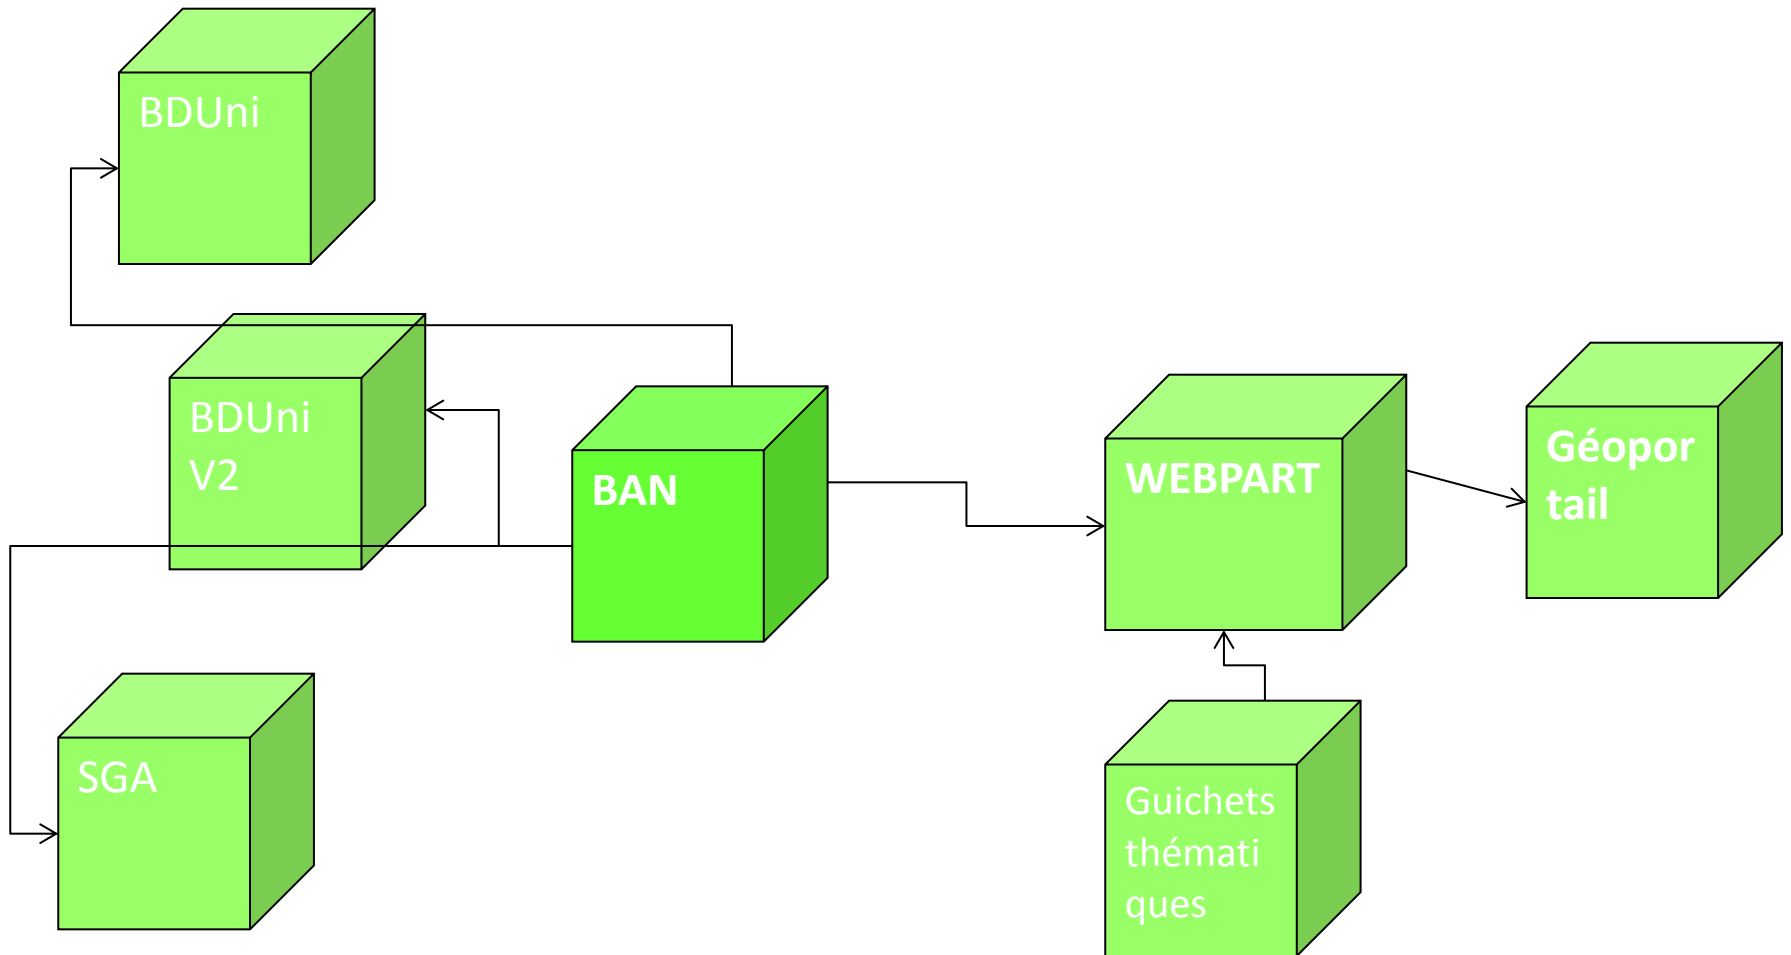 BDUni
BDUni
V2
BAN
WEBPART
Géopor
tail
SGA
Guichets
thémati
ques